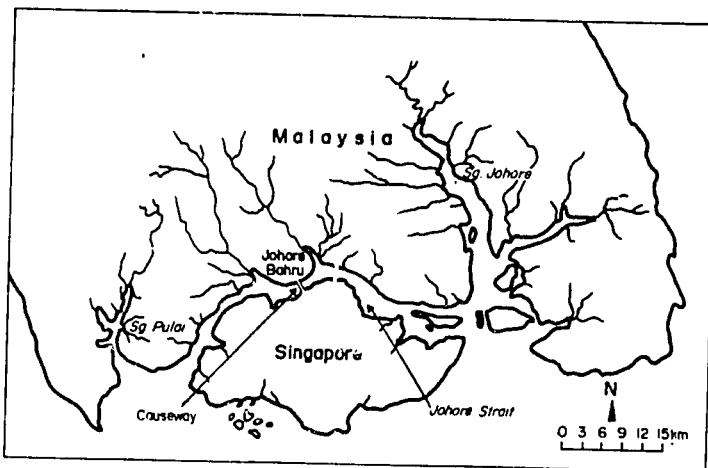 Malaysia
Sg. Johore
Johore
Bahru
Sg Pulai
Singapore
Causeway
Johore Strait
N
0 3 6 9 12 15km